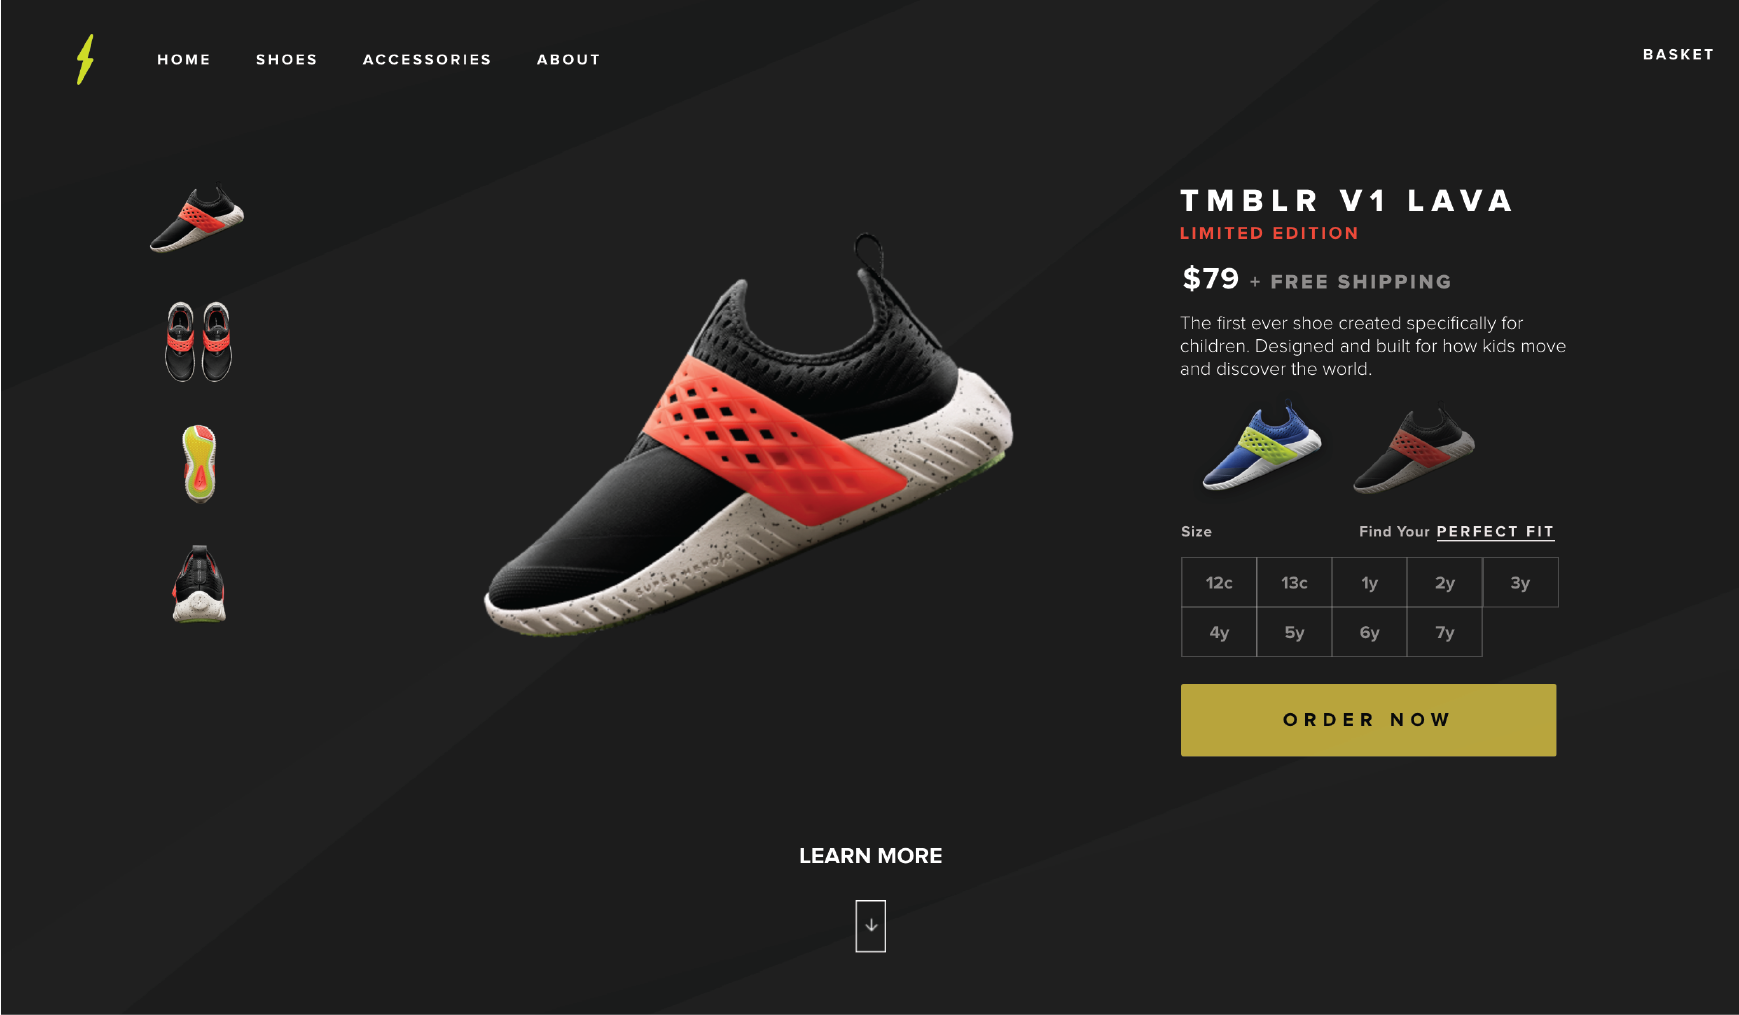 HOME SHOES ACCESSORIES ABOUT BASKET
TMBLR V1 LAVA
LIMITED EDITION
$79 + FREE SHIPPING
The first ever shoe created specifically for
children. Designed and built for how kids move
and discover the world.
Size Find Your PERFECT FIT
12c 13c 1y 2y 3y
4y 5y 6y 7y
ORDER NOW
LEARN MORE